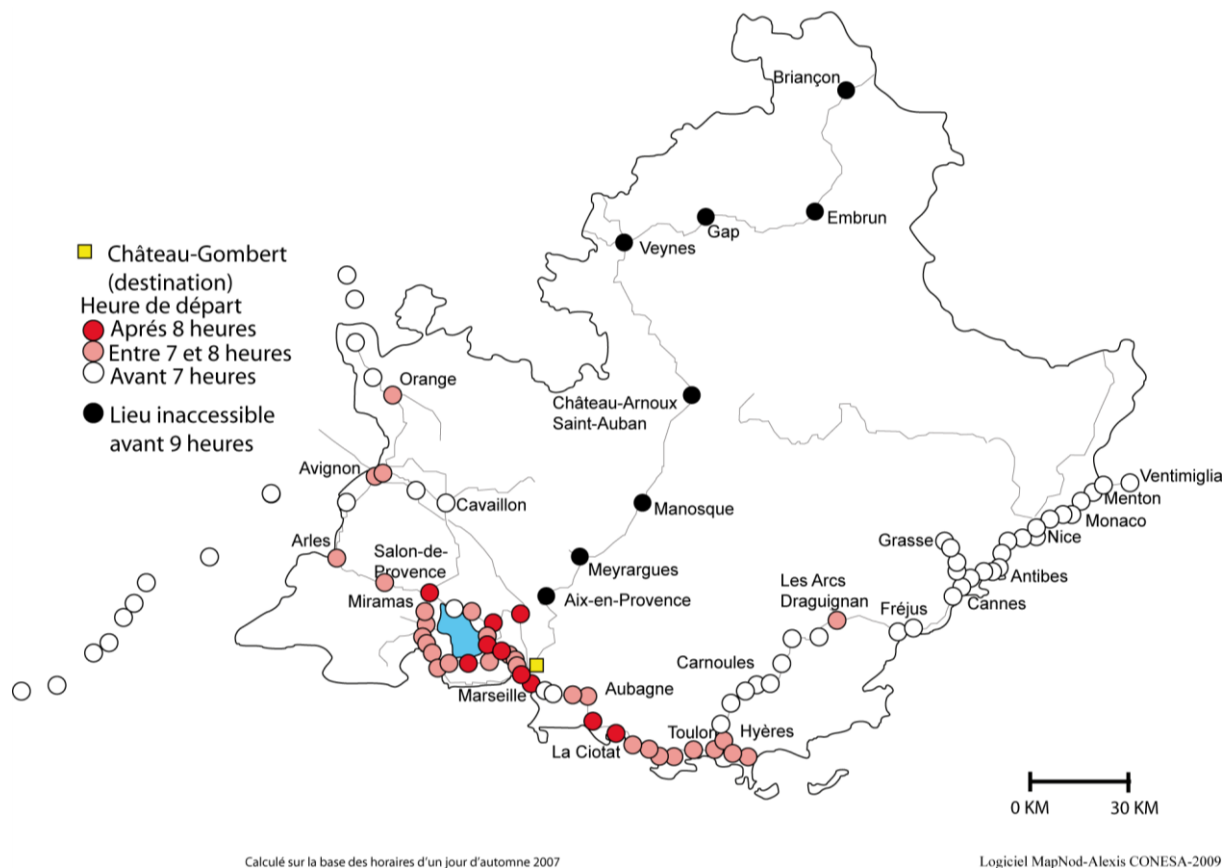 Briançon
Embrun
Gap
Veynes
Château-Gombert
(destination)
Heure de départ
Aprés 8 heures
Entre 7 et 8 heures
Avant 7 heures
Lieu inaccessible
avant 9 heures
Orange
Château-Arnoux
Saint-Auban
Avignon
Cavaillon
Ventimiglia
Menton
Manosque
Monaco
Nice
Grasse
Arles
Salon-de-
Provence
Meyrargues
Antibes
Les Arcs
Draguignan
Miramas
Aix-en-Provence
Cannes
Fréjus
Carnoules
Marseille
Aubagne
Toulon
Hyères
La Ciotat
0 KM
30 KM
Calculé sur la base des horaires d'un jour d'automne 2007
Logiciel MapNod-Alexis CONESA-2009